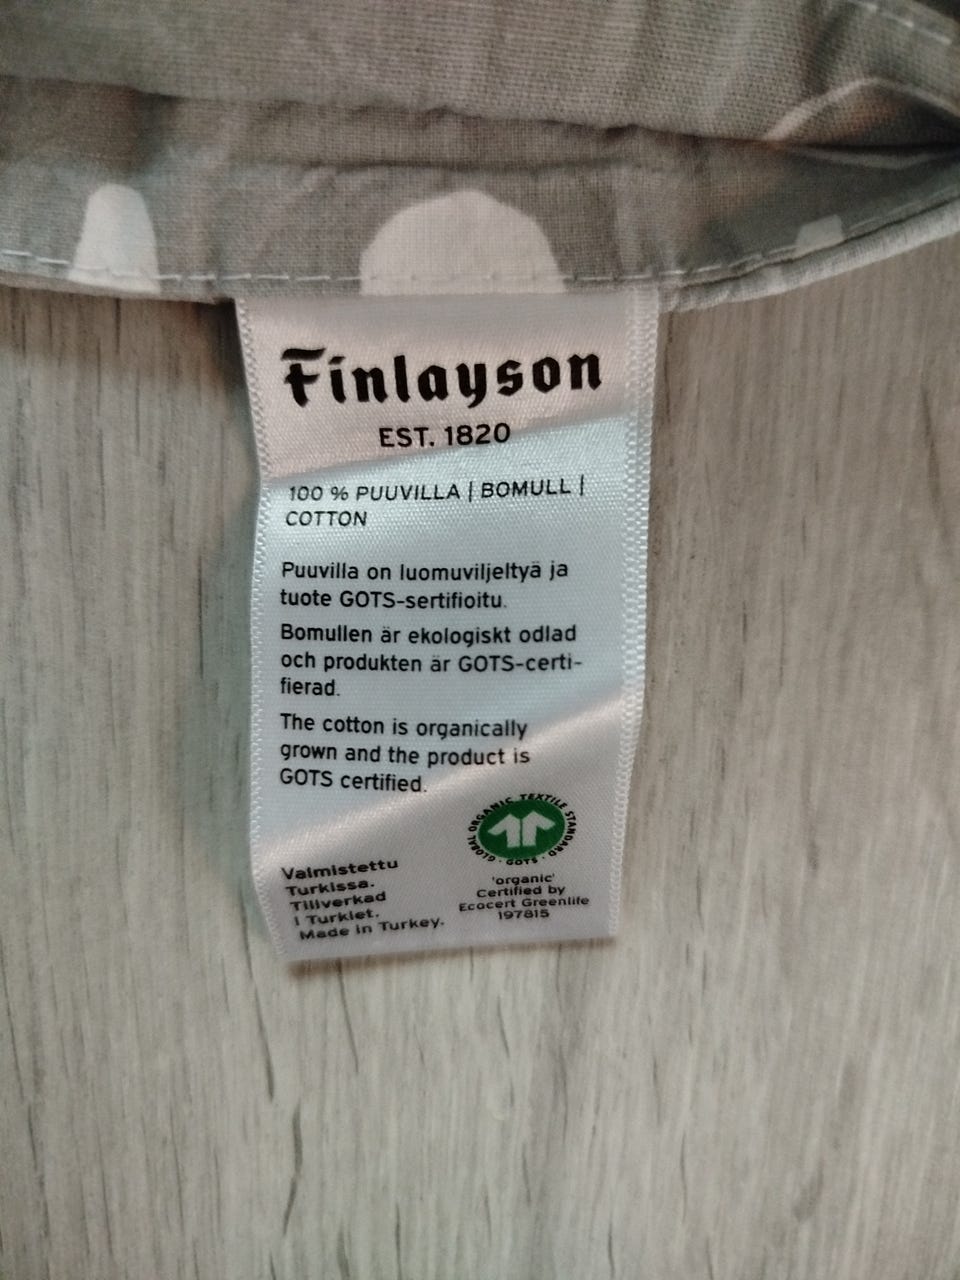 Finlayson
EST. 1820
100 % PUUVILLA | BOMULL |
COTTON
Puuvilla on luomuviljeltyä ja
tuote GOTS-sertifioitu.
Bomullen är ekologiskt odlad
och produkten är GOTS-certi-
fierad.
The cotton is organically
grown and the product is
GOTS certified.
GLOBAL ORGANIC TEXTILE STANDARD
· GOTS ·
Valmistettu
Turkissa.
Tillverkad
i Turkiet.
Made in Turkey.
'organic'
Certified by
Ecocert Greenlife
197815